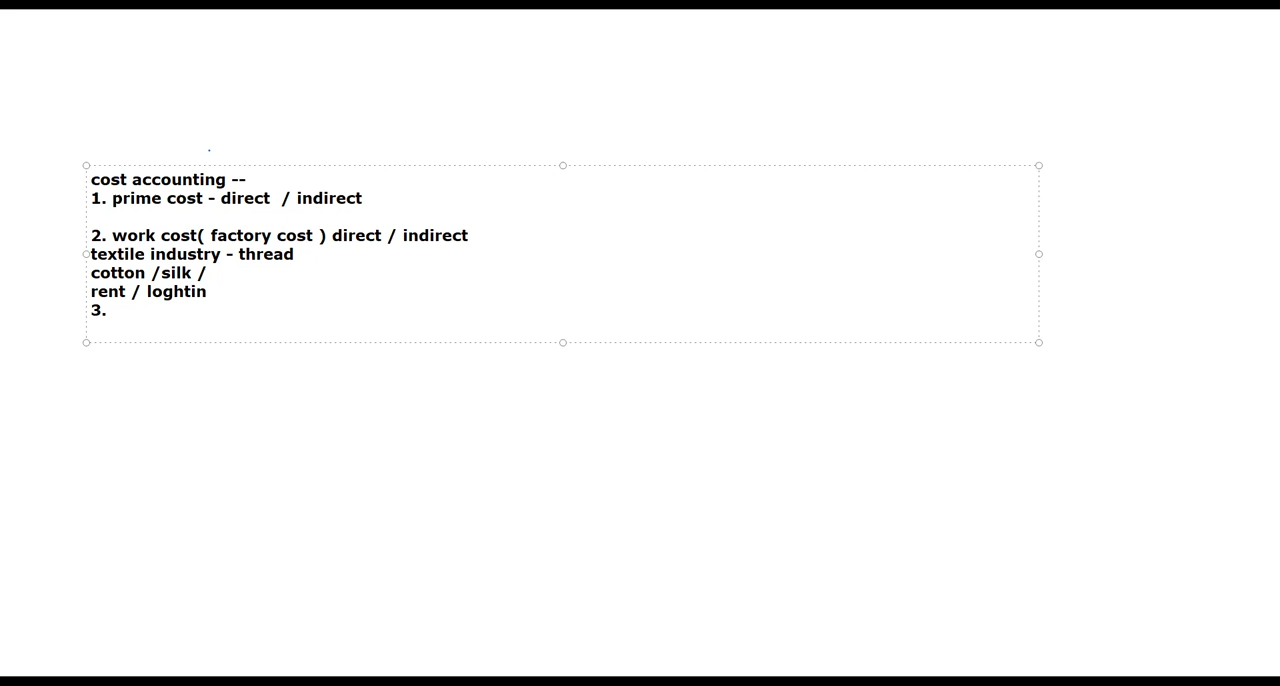 cost accounting --
1. prime cost - direct  / indirect
2. work cost( factory cost ) direct / indirect
textile industry - thread
cotton /silk /
rent / loghtin
3.